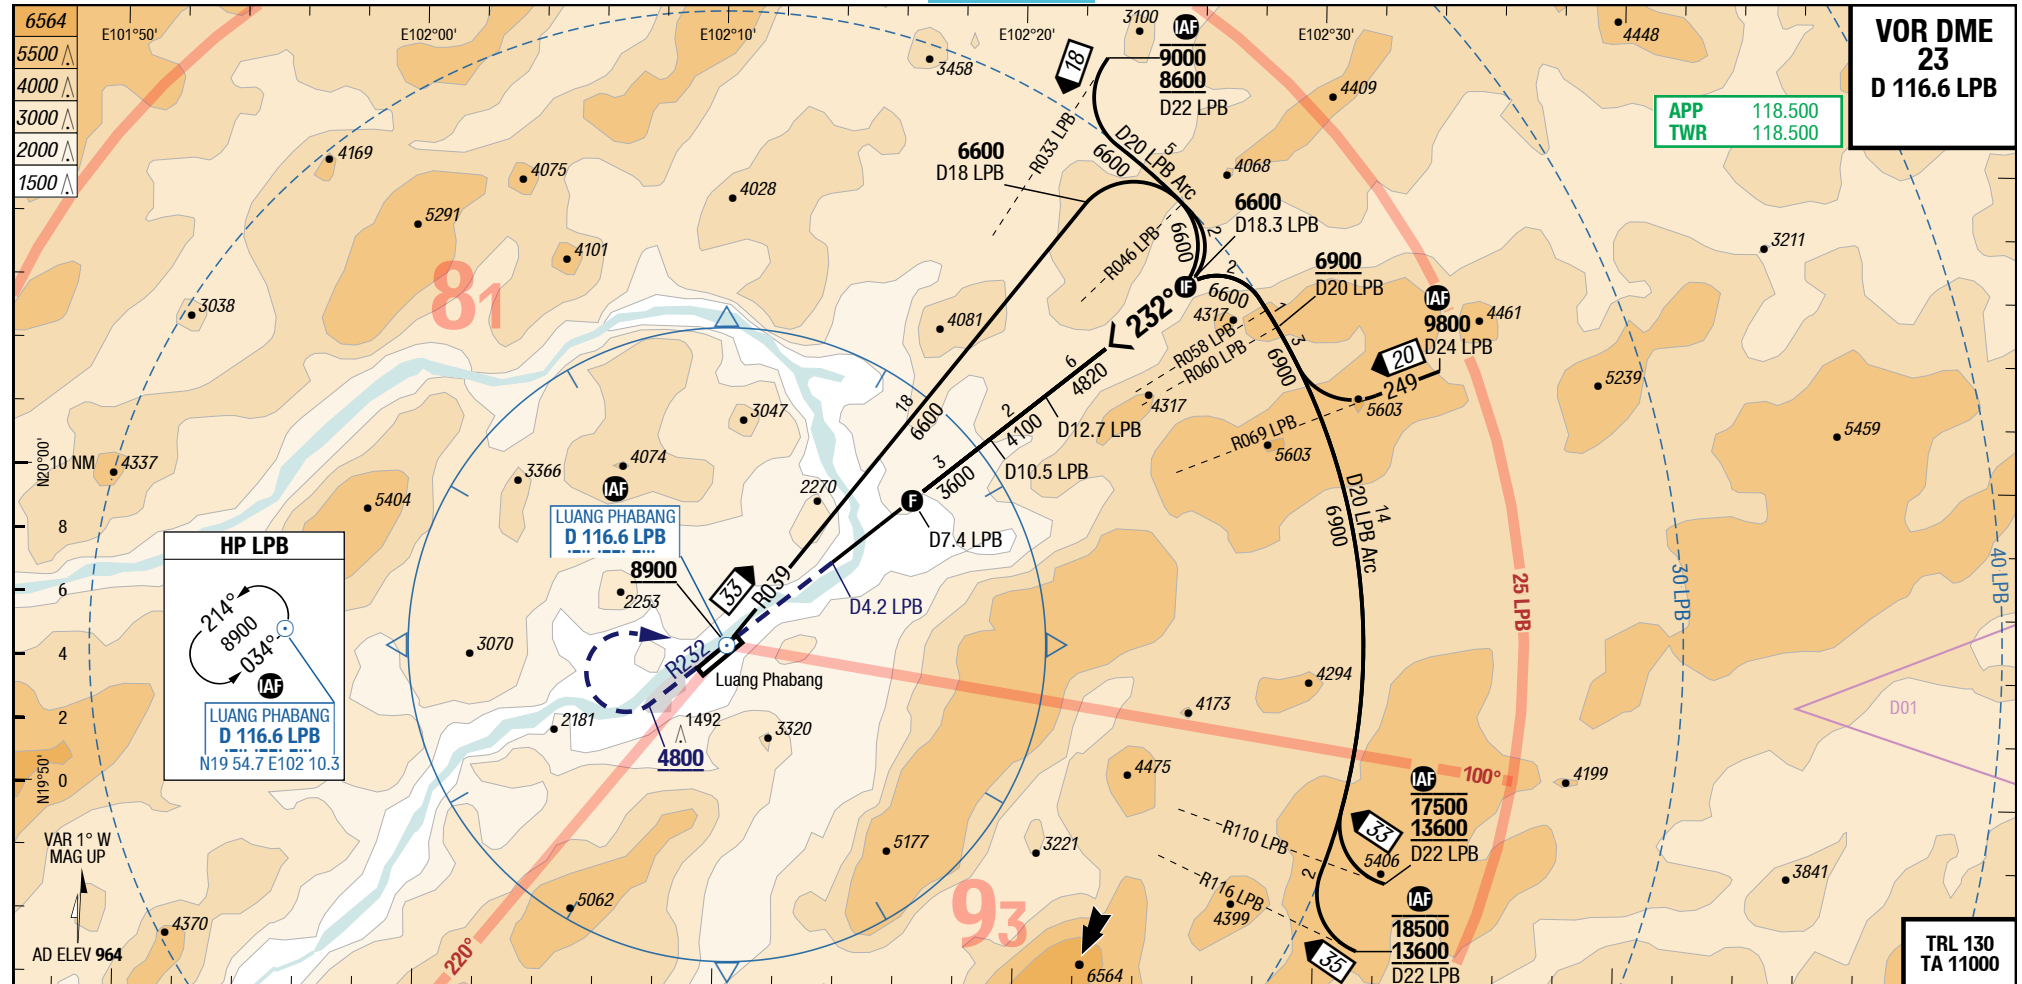 6564
5500
4000
3000
2000
1500
E101°50'
E102°00'
E102°10'
E102°20'
E102°30'
VOR DME
23
D 116.6 LPB
APP 118.500
TWR 118.500
3100
IAF
9000
8600
D22 LPB
18
3458
4448
4409
4169
4075
4028
5291
4101
3038
81
6600
D18 LPB
R033 LPB
D20 LPB Arc
5
6600
4068
6600
D18.3 LPB
R046 LPB
6600
2
IF
2
6600
6900
D20 LPB
3211
4081
232°
4317
1
IAF
9800
D24 LPB
4461
R058 LPB
R060 LPB
3
6900
20
249
5603
5239
6
4820
4317
2
4100
D12.7 LPB
R069 LPB
5603
5459
3047
18
6600
D10.5 LPB
3
3600
N20°00'
10 NM
4337
3366
4074
5404
IAF
LUANG PHABANG
D 116.6 LPB
8900
2270
F
D7.4 LPB
D20 LPB Arc
14
6900
8
6
4
2
0
N19°50'
HP LPB
214°
8900
034°
IAF
LUANG PHABANG
D 116.6 LPB
N19 54.7 E102 10.3
2253
33
R039
D4.2 LPB
25 LPB
30 LPB
40 LPB
3070
R232
Luang Phabang
2181
1492
3320
4800
4173
4294
D01
4475
100°
4199
IAF
17500
13600
D22 LPB
33
5406
R110 LPB
3221
5177
3841
R116 LPB
4399
2
IAF
18500
13600
D22 LPB
35
5062
93
6564
220°
4370
VAR 1° W
MAG UP
AD ELEV 964
TRL 130
TA 11000